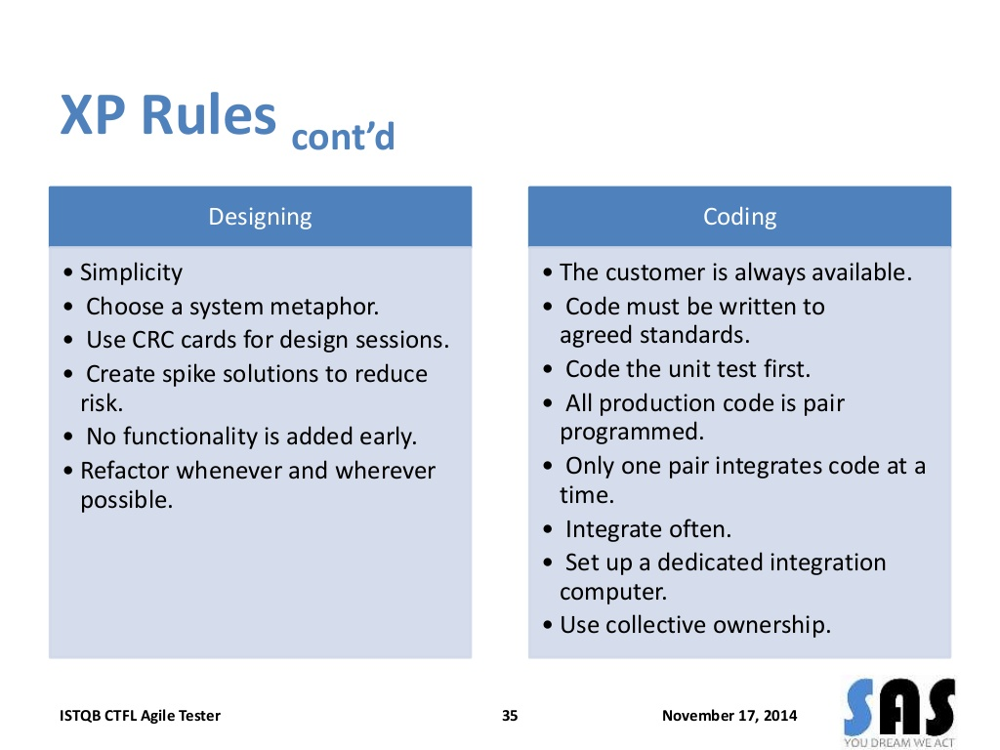 XP Rules cont’d
Designing
• Simplicity
• Choose a system metaphor.
• Use CRC cards for design sessions.
• Create spike solutions to reduce
risk.
• No functionality is added early.
• Refactor whenever and wherever
possible.
Coding
• The customer is always available.
• Code must be written to
agreed standards.
• Code the unit test first.
• All production code is pair
programmed.
• Only one pair integrates code at a
time.
• Integrate often.
• Set up a dedicated integration
computer.
• Use collective ownership.
ISTQB CTFL Agile Tester
35
November 17, 2014
SAS
YOU DREAM WE ACT